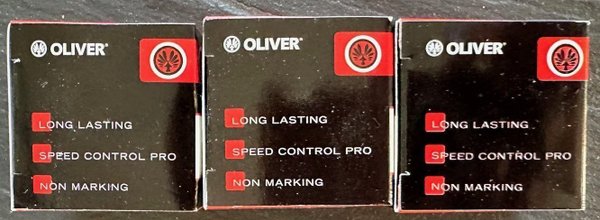 OLIVER
LONG LASTING
SPEED CONTROL PRO
NON MARKING
OLIVER
LONG LASTING
SPEED CONTROL PRO
NON MARKING
OLIVER
LONG LASTING
SPEED CONTROL PRO
NON MARKING